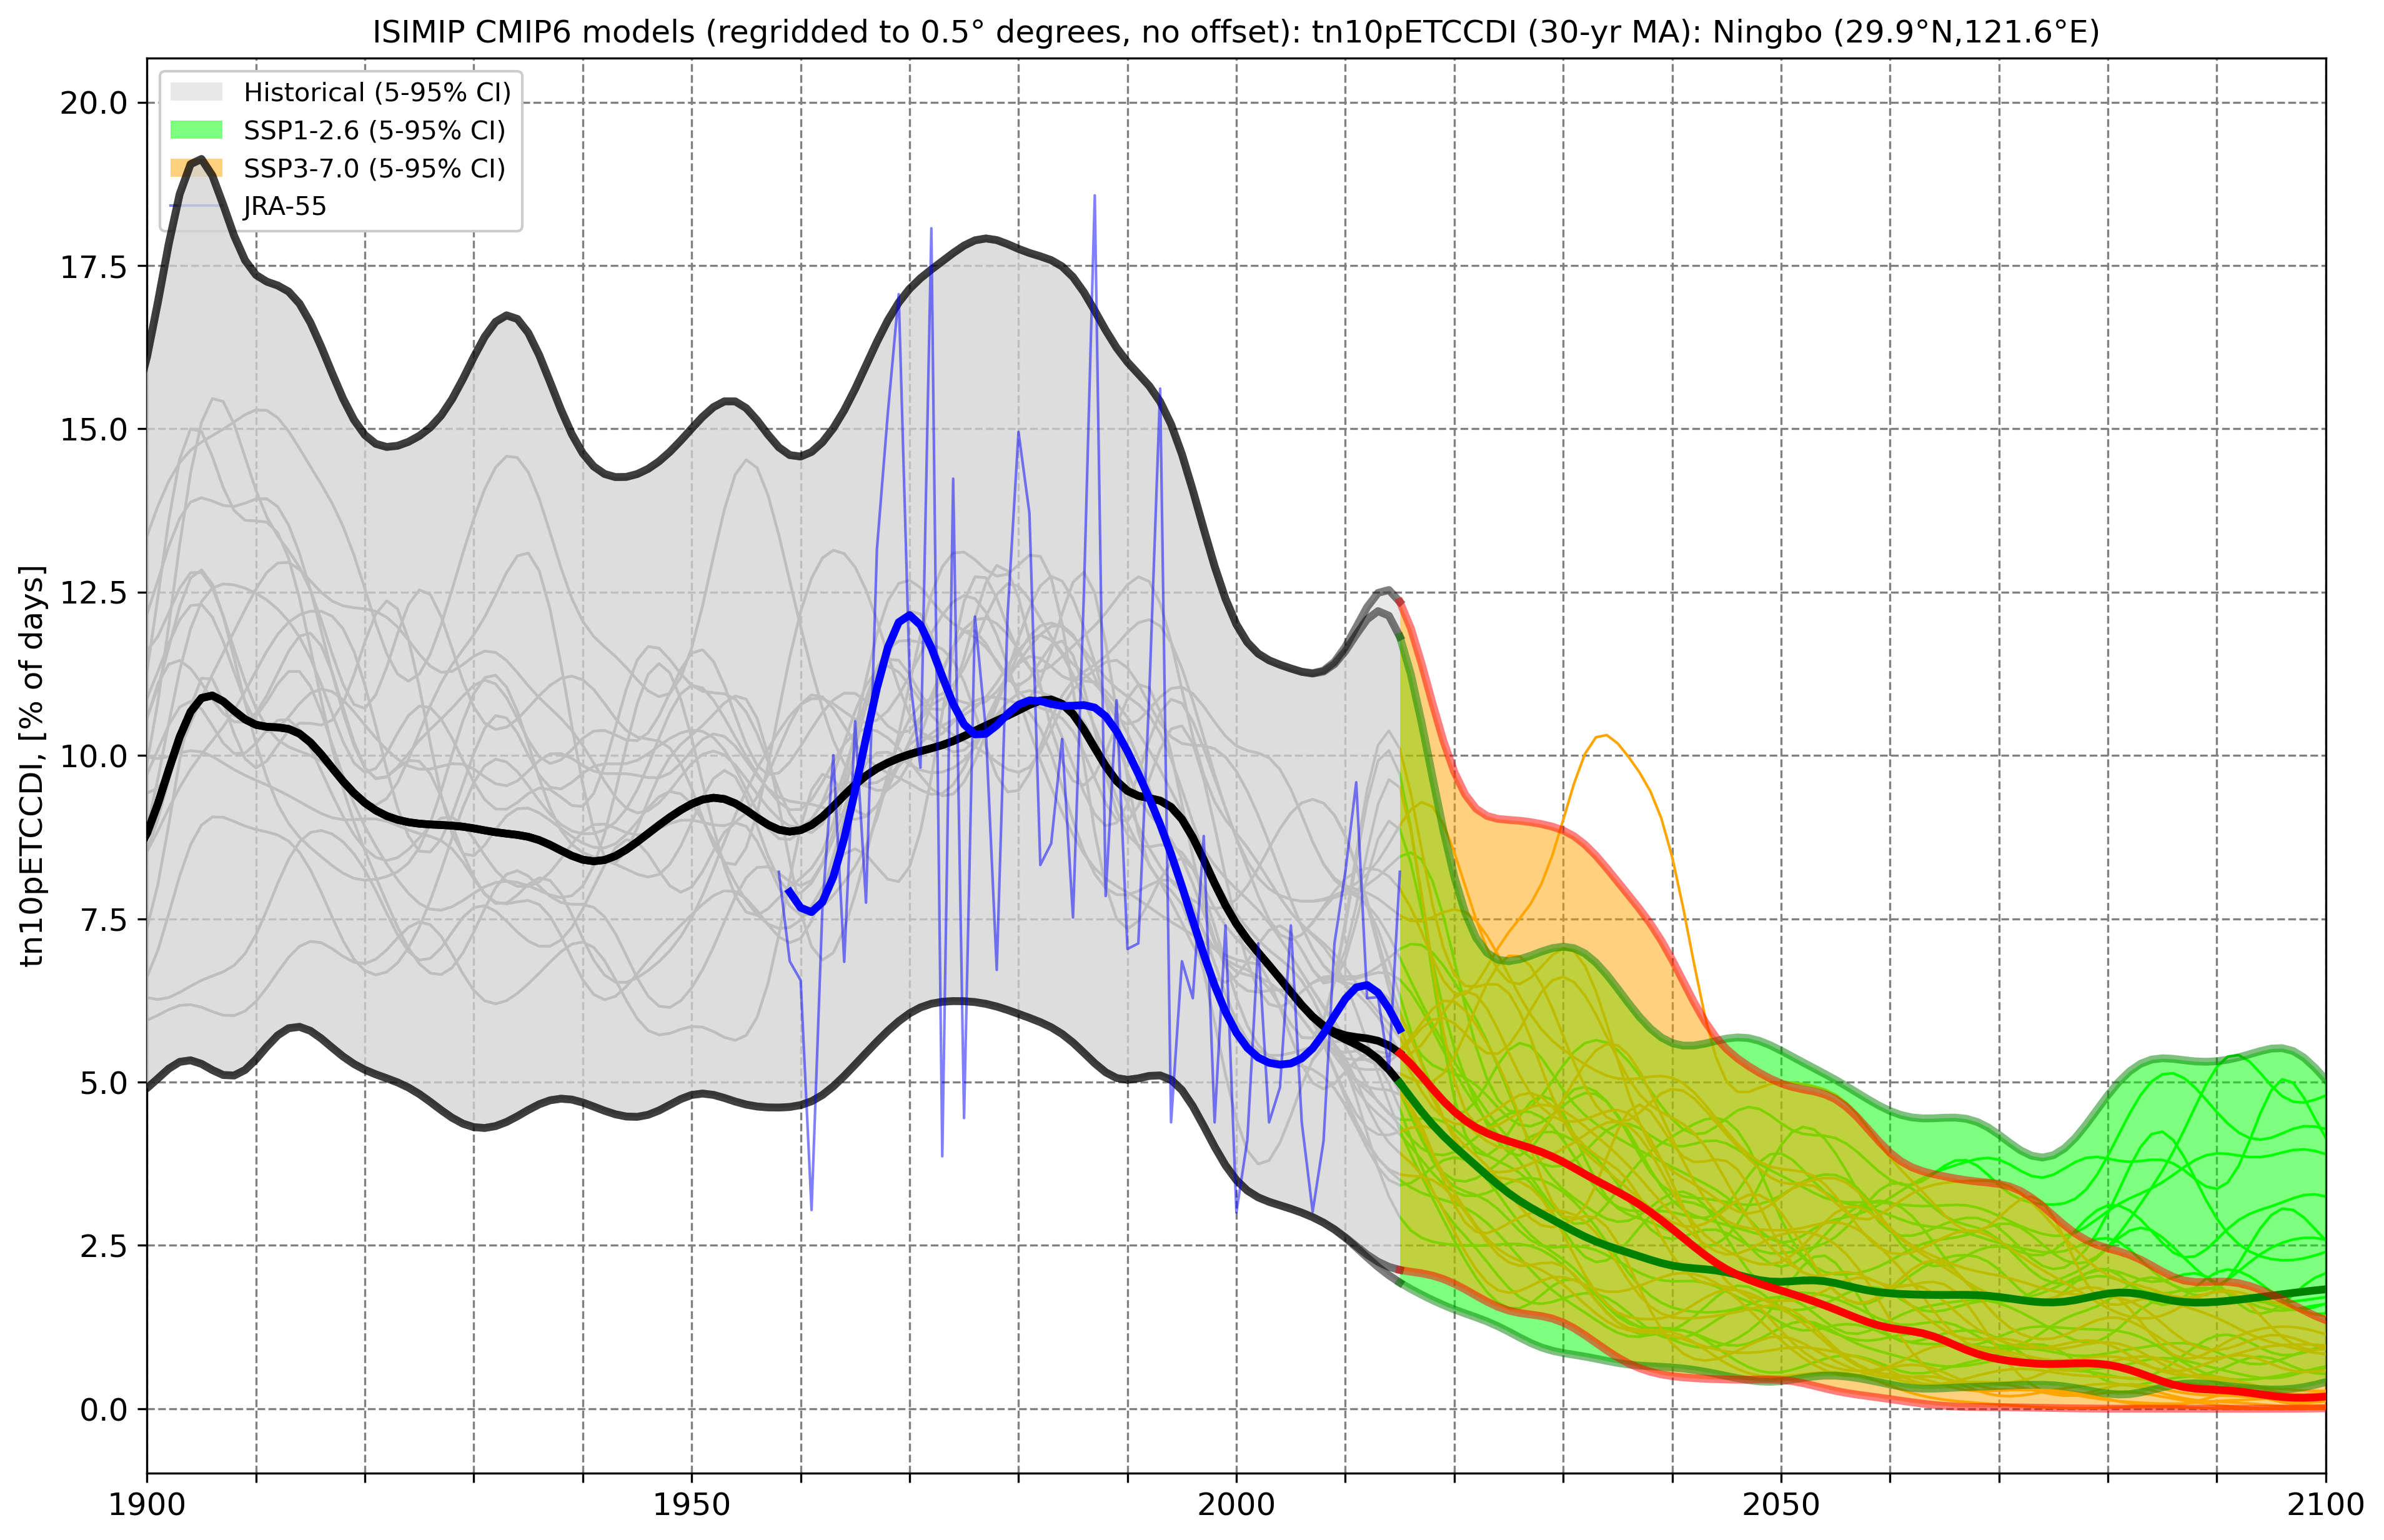 ISIMIP CMIP6 models (regridded to 0.5° degrees, no offset): tn10pETCCDI (30-yr MA): Ningbo (29.9°N,121.6°E)
Historical (5-95% CI)
SSP1-2.6 (5-95% CI)
SSP3-7.0 (5-95% CI)
JRA-55
tn10pETCCDI, [% of days]
20.0
17.5
15.0
12.5
10.0
7.5
5.0
2.5
0.0
1900 1950 2000 2050 2100